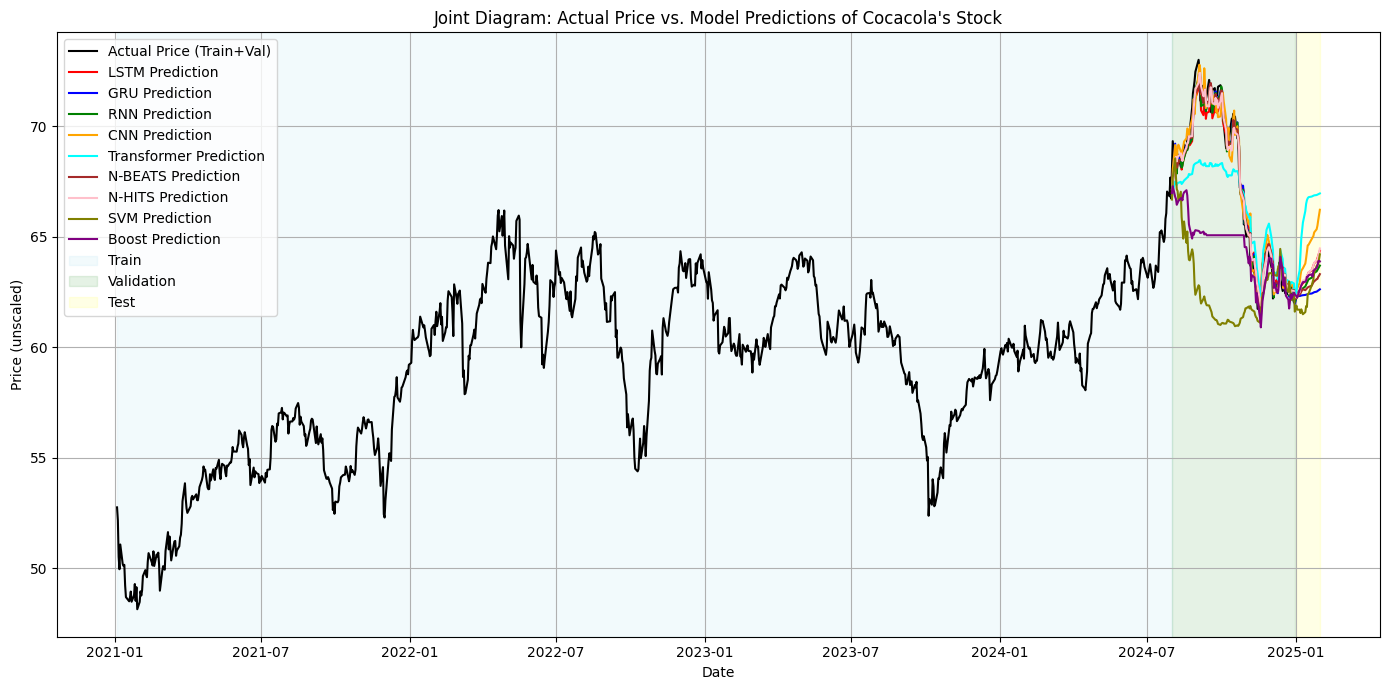 Joint Diagram: Actual Price vs. Model Predictions of Cocacola's Stock
Actual Price (Train+Val)
LSTM Prediction
GRU Prediction
RNN Prediction
CNN Prediction
Transformer Prediction
N-BEATS Prediction
N-HITS Prediction
SVM Prediction
Boost Prediction
Train
Validation
Test
Price (unscaled)
70
65
60
55
50
2021-01 2021-07 2022-01 2022-07 2023-01 2023-07 2024-01 2024-07 2025-01
Date